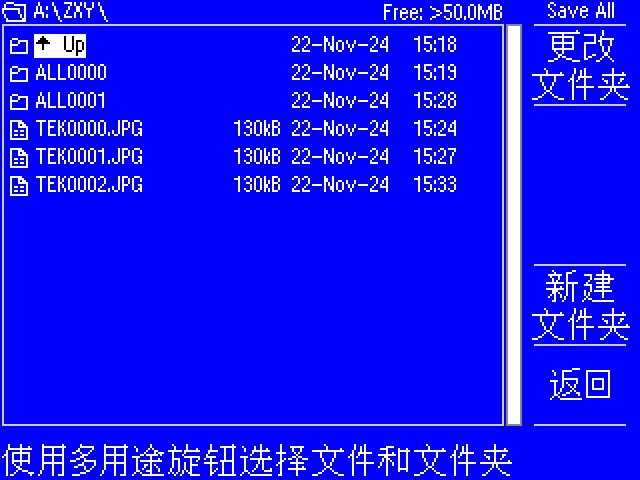 A:\ZXY\ Free: >50.0MB Save All
Up 22-Nov-24 15:18
ALL0000 22-Nov-24 15:19
ALL0001 22-Nov-24 15:28
TEK0000.JPG 130kB 22-Nov-24 15:24
TEK0001.JPG 130kB 22-Nov-24 15:27
TEK0002.JPG 130kB 22-Nov-24 15:33
更改
文件夹
新建
文件夹
返回
使用多用途旋钮选择文件和文件夹